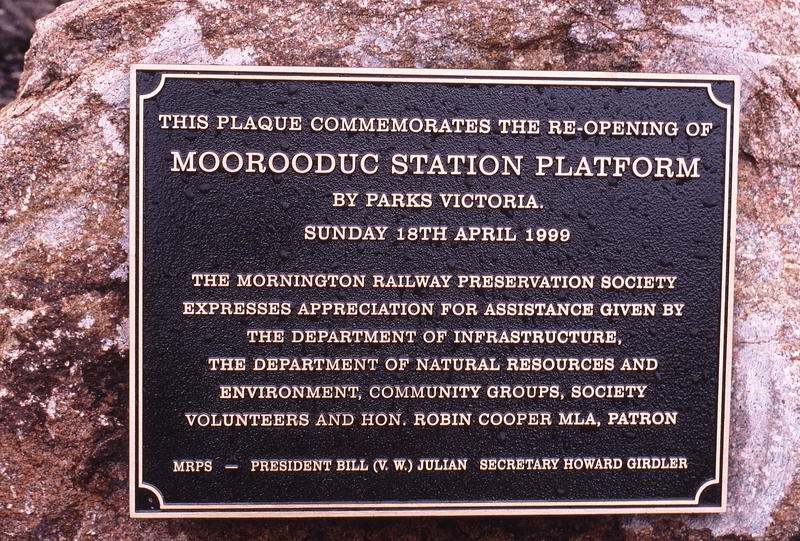 THIS PLAQUE COMMEMORATES THE RE-OPENING OF
MOOROODUC STATION PLATFORM
BY PARKS VICTORIA.
SUNDAY 18TH APRIL 1999
THE MORNINGTON RAILWAY PRESERVATION SOCIETY
EXPRESSES APPRECIATION FOR ASSISTANCE GIVEN BY
THE DEPARTMENT OF INFRASTRUCTURE,
THE DEPARTMENT OF NATURAL RESOURCES AND
ENVIRONMENT, COMMUNITY GROUPS, SOCIETY
VOLUNTEERS AND HON. ROBIN COOPER MLA, PATRON
MRPS — PRESIDENT BILL (V. W.) JULIAN SECRETARY HOWARD GIRDLER